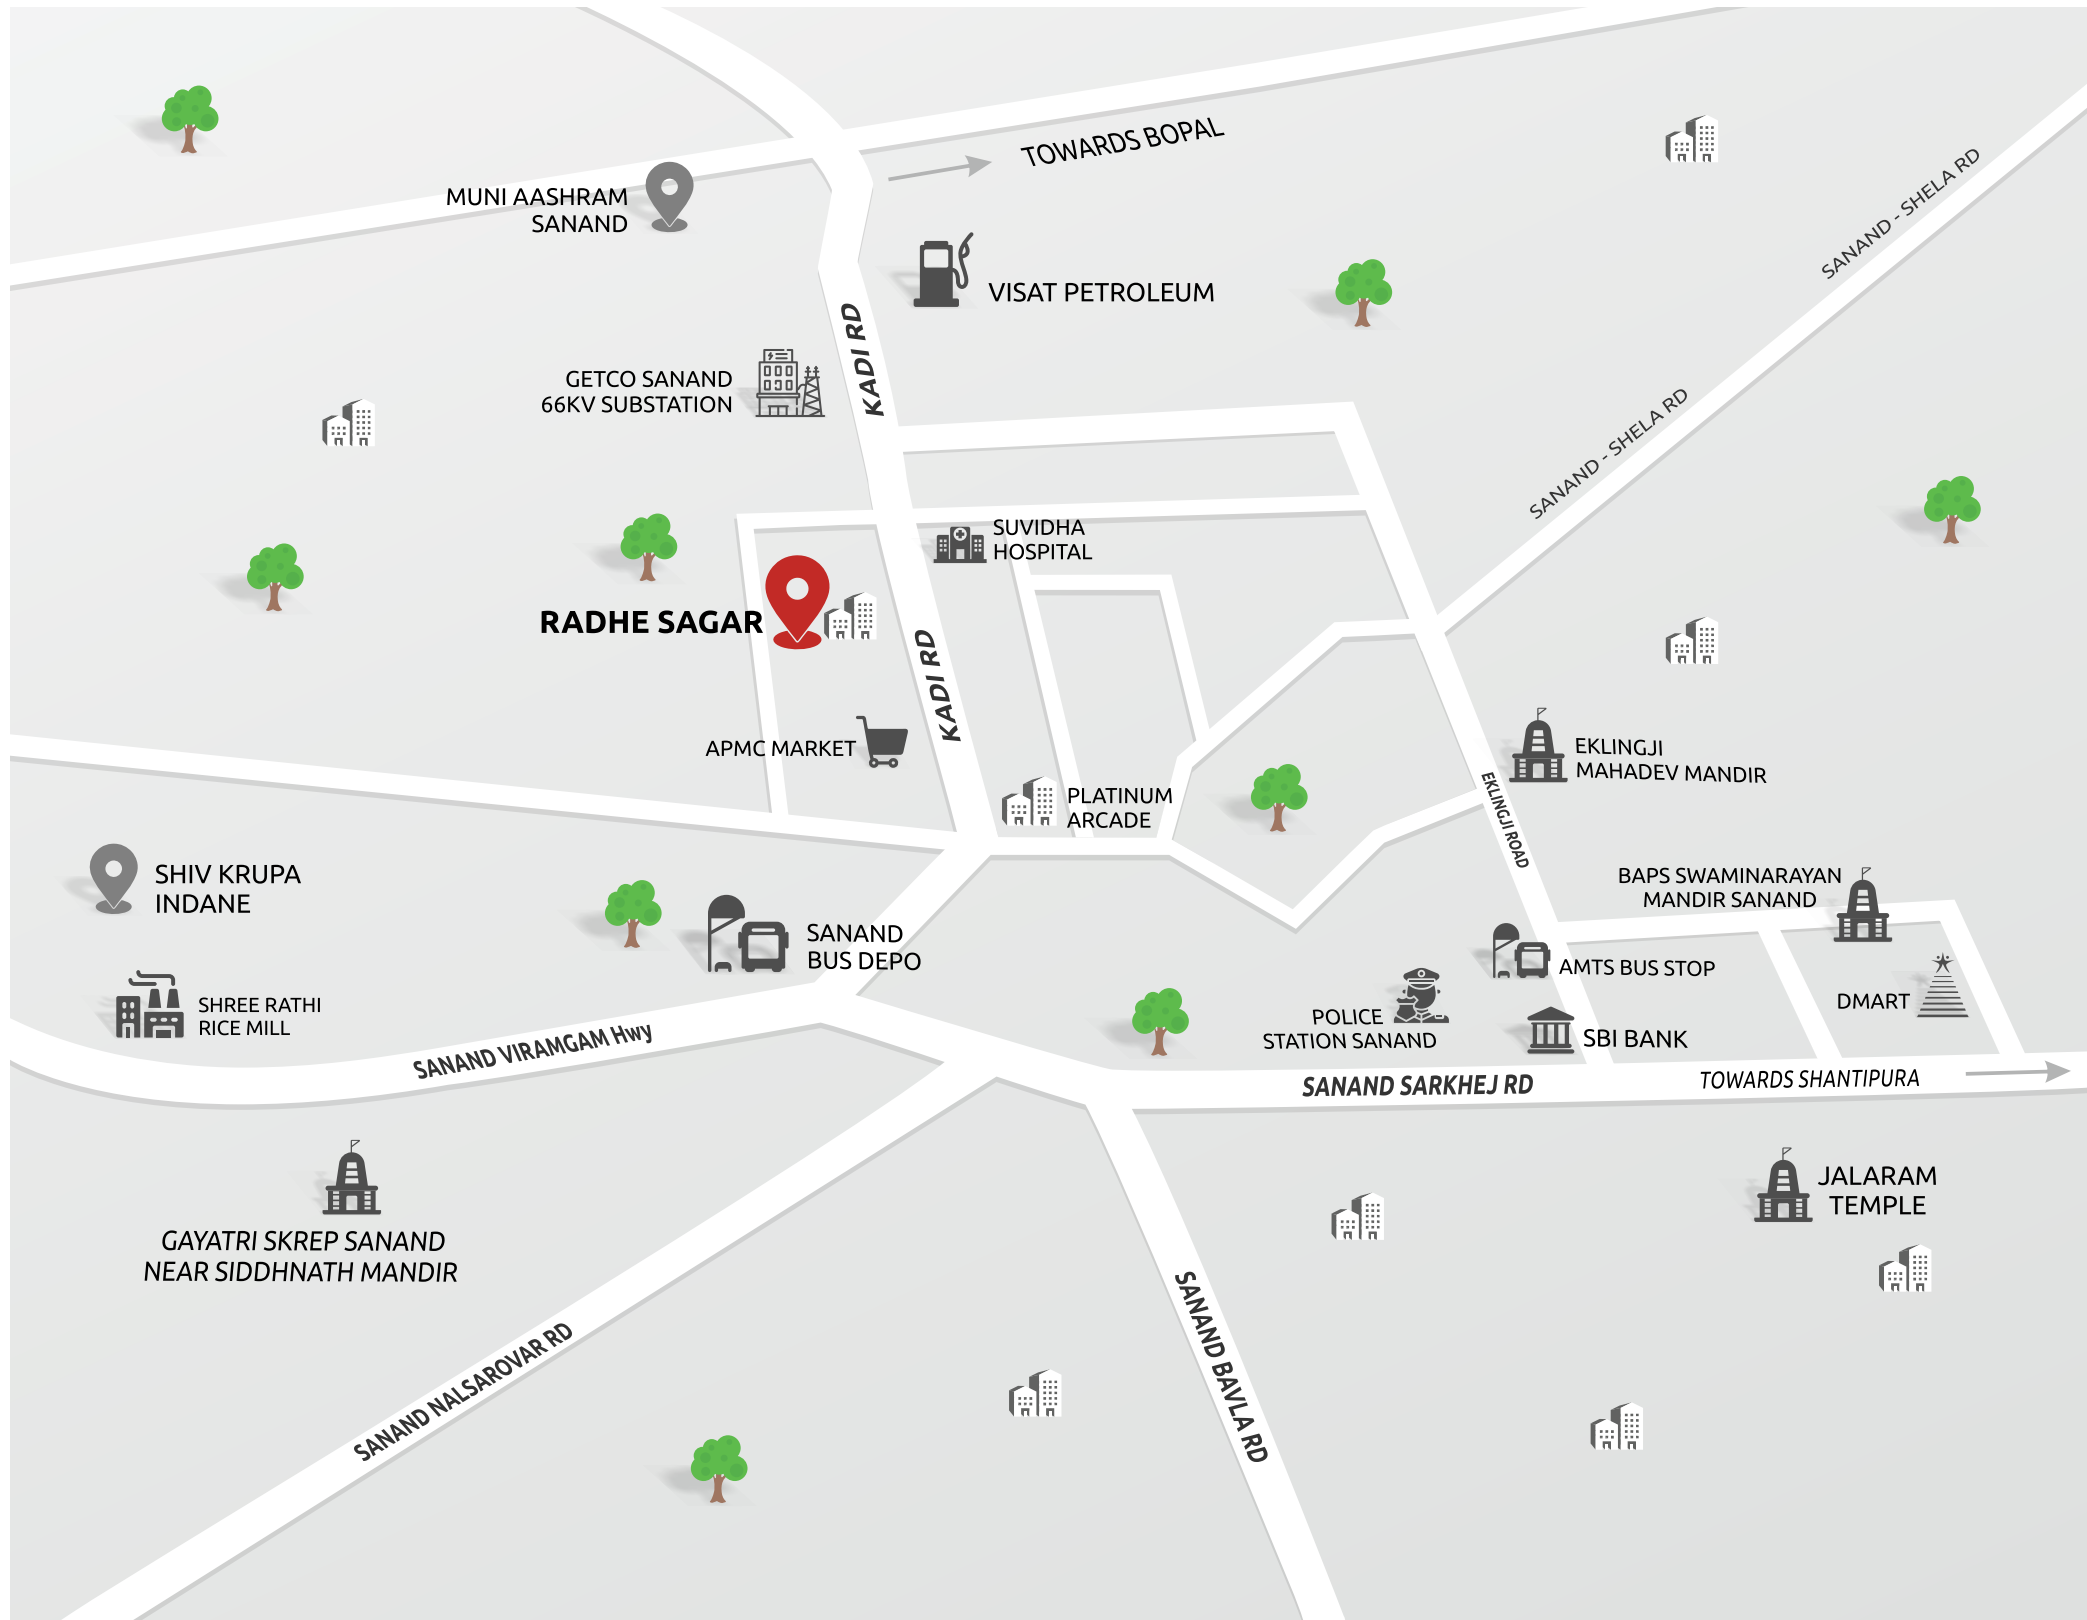 TOWARDS BOPAL
MUNI AASHRAM
SANAND
SANAND - SHELA RD
VISAT PETROLEUM
KADI RD
GETCO SANAND
66KV SUBSTATION
SANAND - SHELA RD
SUVIDHA
HOSPITAL
RADHE SAGAR
KADI RD
APMC MARKET
EKLINGJI
MAHADEV MANDIR
PLATINUM
ARCADE
EKLINGJI ROAD
SHIV KRUPA
INDANE
BAPS SWAMINARAYAN
MANDIR SANAND
SANAND
BUS DEPO
AMTS BUS STOP
SHREE RATHI
RICE MILL
DMART
POLICE
STATION SANAND
SBI BANK
SANAND VIRAMGAM Hwy
SANAND SARKHEJ RD
TOWARDS SHANTIPURA
JALARAM
TEMPLE
GAYATRI SKREP SANAND
NEAR SIDDHNATH MANDIR
SANAND NALSAROVAR RD
SANAND BAVLA RD